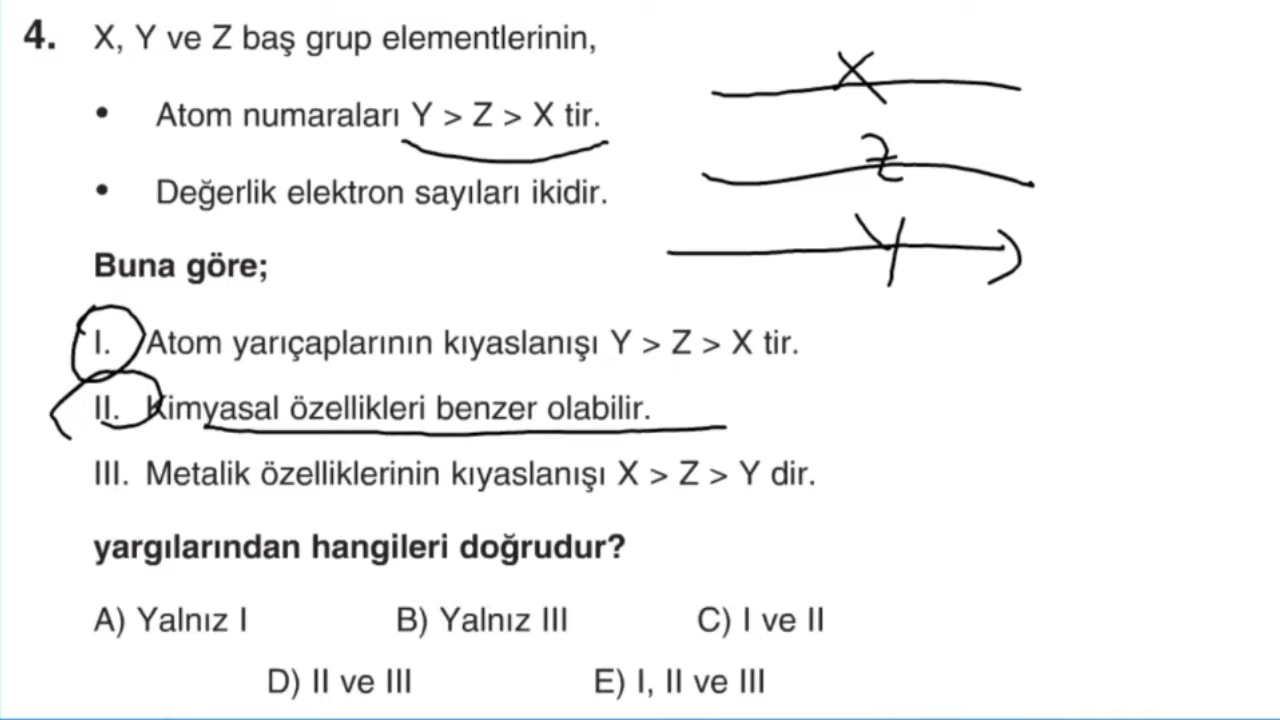 4. X, Y ve Z baş grup elementlerinin,
X
• Atom numaraları Y > Z > X tir.
Z
• Değerlik elektron sayıları ikidir.
Y
Buna göre;
I. Atom yarıçaplarının kıyaslanışı Y > Z > X tir.
II. Kimyasal özellikleri benzer olabilir.
III. Metalik özelliklerinin kıyaslanışı X > Z > Y dir.
yargılarından hangileri doğrudur?
A) Yalnız I B) Yalnız III C) I ve II
D) II ve III E) I, II ve III